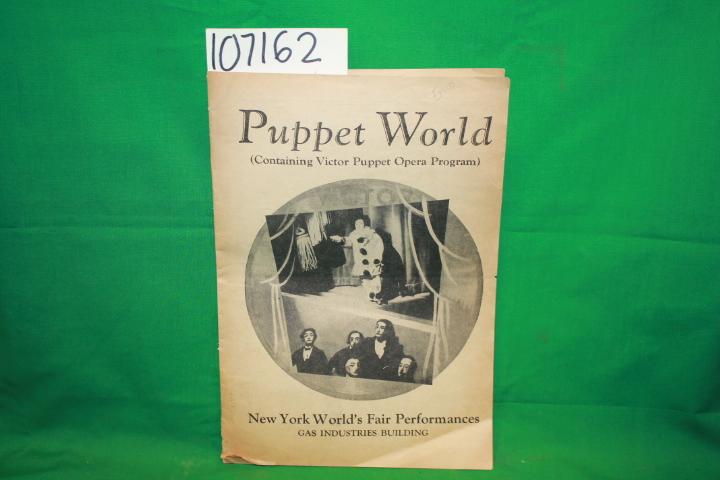 107162
Puppet World
(Containing Victor Puppet Opera Program)
New York World's Fair Performances
GAS INDUSTRIES BUILDING